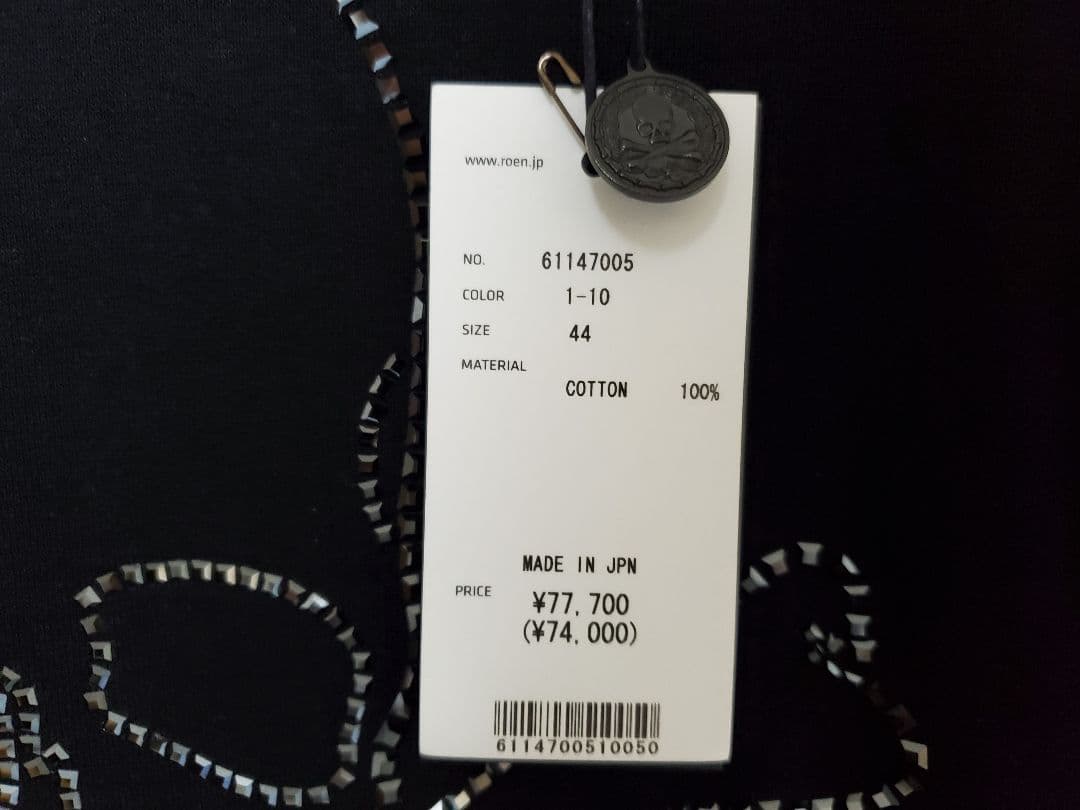 www.roen.jp
NO. 61147005
COLOR 1-10
SIZE 44
MATERIAL
COTTON 100%
MADE IN JPN
PRICE ¥77,700
(¥74,000)
6114700510050